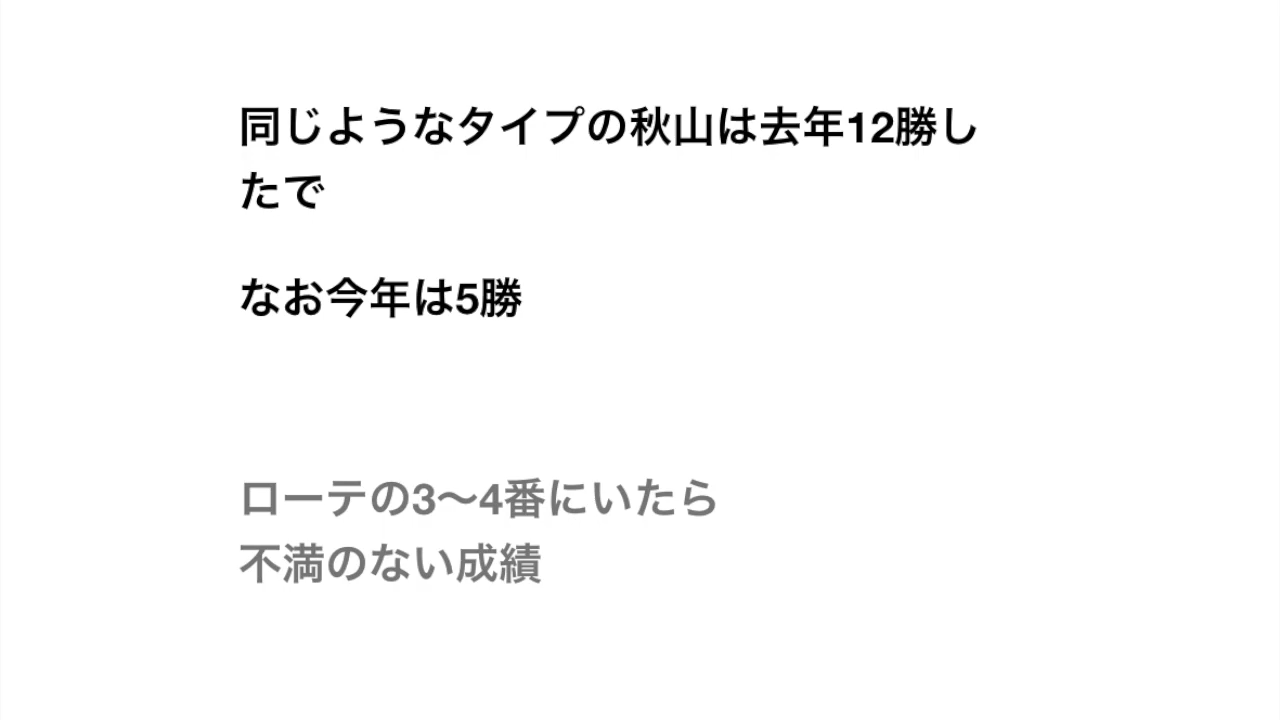 同じようなタイプの秋山は去年12勝し
たで
なお今年は5勝
ローテの3〜4番にいたら
不満のない成績